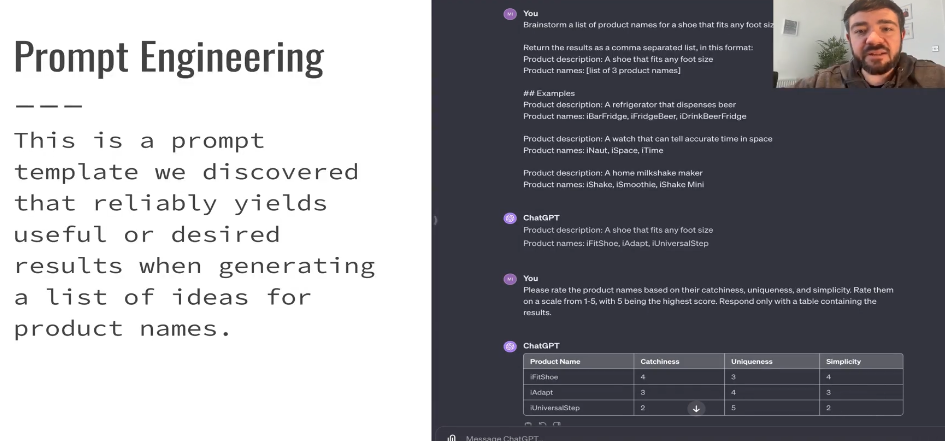 Prompt Engineering
This is a prompt
template we discovered
that reliably yields
useful or desired
results when generating
a list of ideas for
product names.
You
Brainstorm a list of product names for a shoe that fits any foot
Return the results as a comma separated list, in this format:
Product description: A shoe that fits any foot size
Product names: [list of 3 product names]
## Examples
Product description: A refrigerator that dispenses beer
Product names: iBarFridge, iFridgeBeer, iDrinkBeerFridge
Product description: A watch that can tell accurate time in space
Product names: iNaut, iSpace, iTime
Product description: A home milkshake maker
Product names: iShake, iSmoothie, iShake Mini
ChatGPT
Product description: A shoe that fits any foot size
Product names: iFitShoe, iAdapt, iUniversalStep
You
Please rate the product names based on their catchiness, uniqueness, and simplicity. Rate them
on a scale from 1-5, with 5 being the highest score. Respond only with a table containing the
results.
ChatGPT
Product Name Catchiness Uniqueness Simplicity
iFitShoe 4 3 4
iAdapt 3 4 3
iUniversalStep 2 5 2
Message ChatGPT